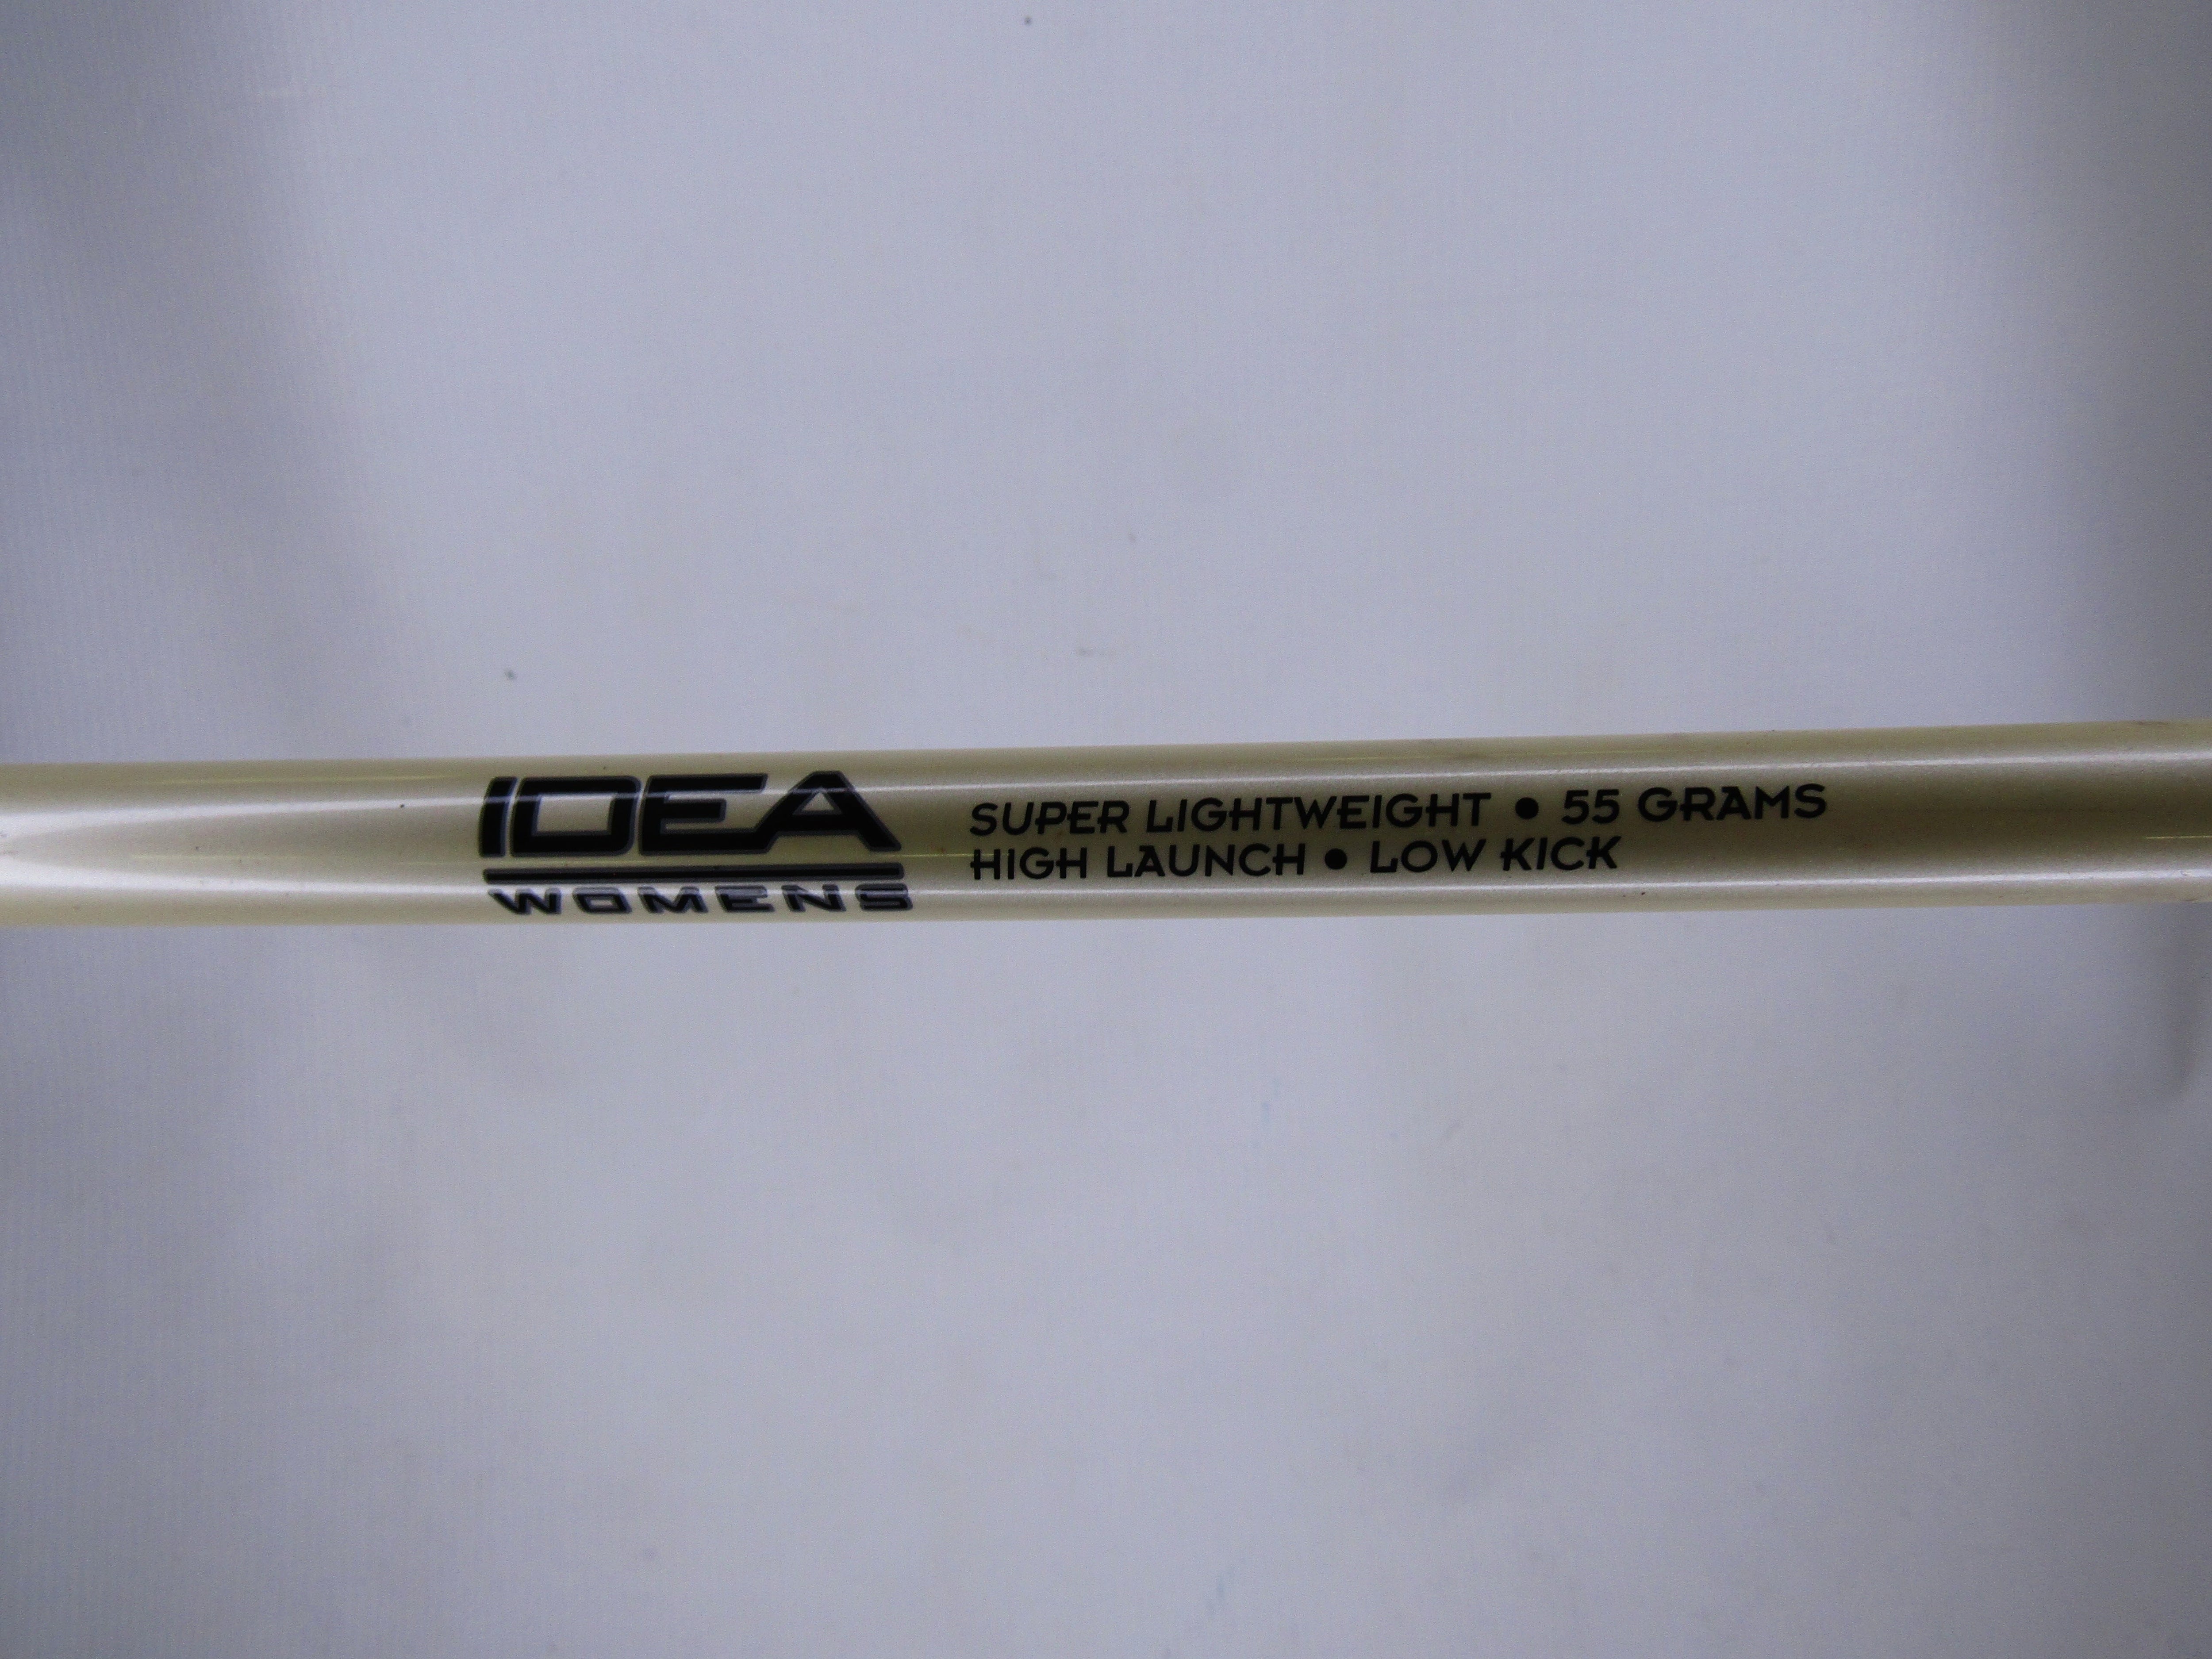 IDEA
WOMENS
SUPER LIGHTWEIGHT • 55 GRAMS
HIGH LAUNCH • LOW KICK